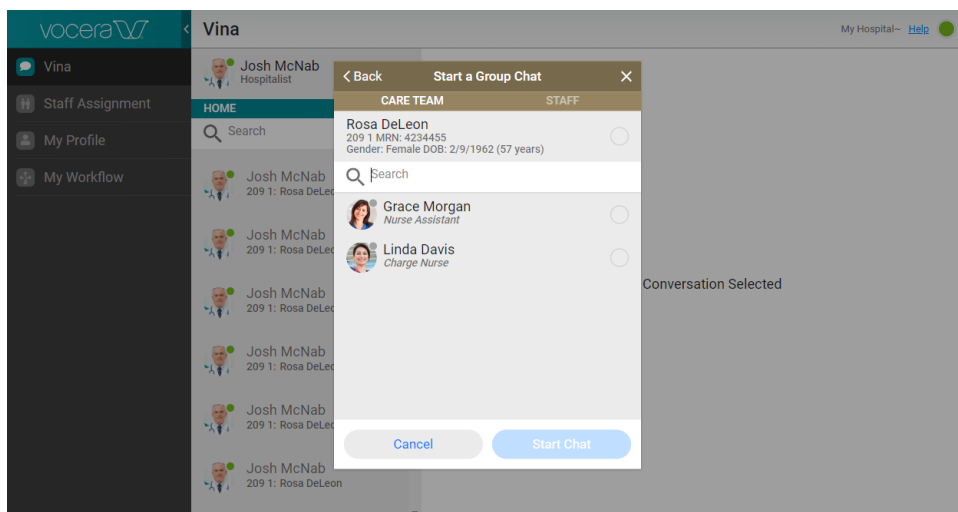 vocera
Vina
My Hospital~ Help
Vina
Staff Assignment
My Profile
My Workflow
Josh McNab
Hospitalist
HOME
Search
Josh McNab
209 1: Rosa DeLeo
Josh McNab
209 1: Rosa DeLeo
Josh McNab
209 1: Rosa DeLeo
Josh McNab
209 1: Rosa DeLeo
Josh McNab
209 1: Rosa DeLeo
Josh McNab
209 1: Rosa DeLeon
Back Start a Group Chat
CARE TEAM STAFF
Rosa DeLeon
209 1 MRN: 4234455
Gender: Female DOB: 2/9/1962 (57 years)
Search
Grace Morgan
Nurse Assistant
Linda Davis
Charge Nurse
Cancel Start Chat
Conversation Selected